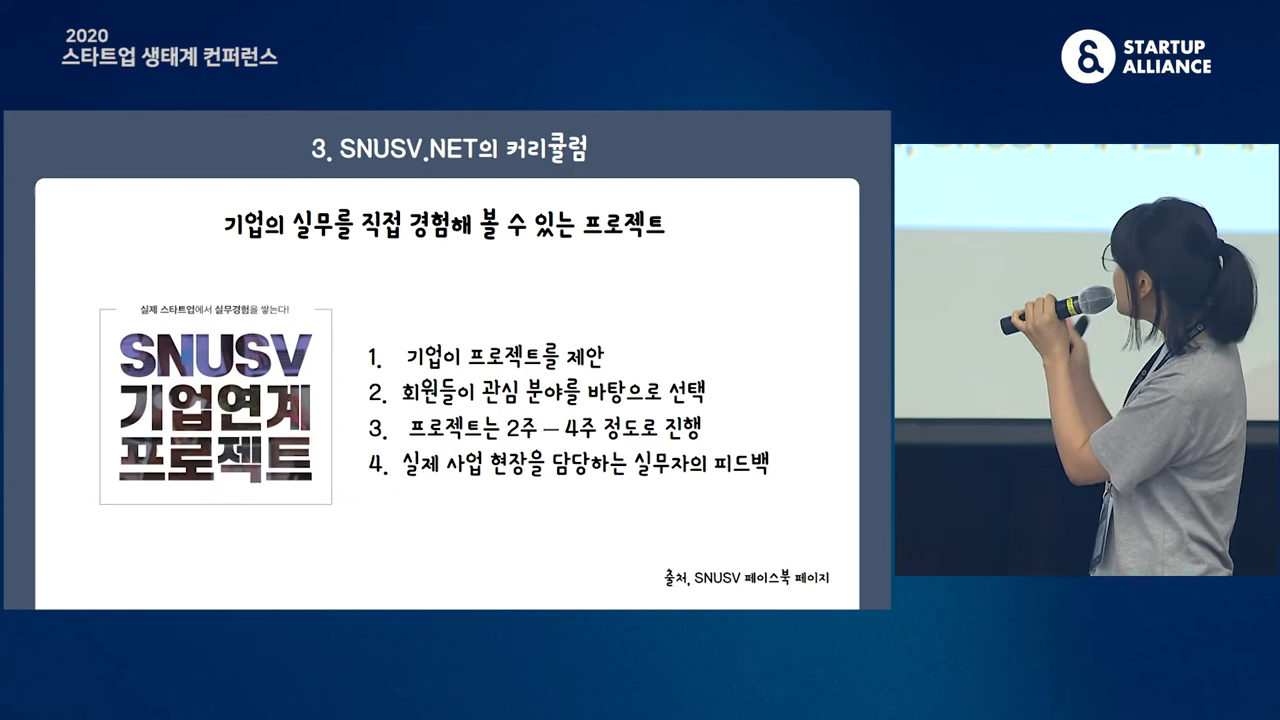 2020
스타트업 생태계 컨퍼런스
STARTUP
ALLIANCE
3. SNUSV.NET의 커리큘럼
기업의 실무를 직접 경험해 볼 수 있는 프로젝트
실제 스타트업에서 실무경험을 쌓는다!
SNUSV
기업연계
프로젝트
1. 기업이 프로젝트를 제안
2. 회원들이 관심 분야를 바탕으로 선택
3. 프로젝트는 2주 – 4주 정도로 진행
4. 실제 사업 현장을 담당하는 실무자의 피드백
출처, SNUSV 페이스북 페이지